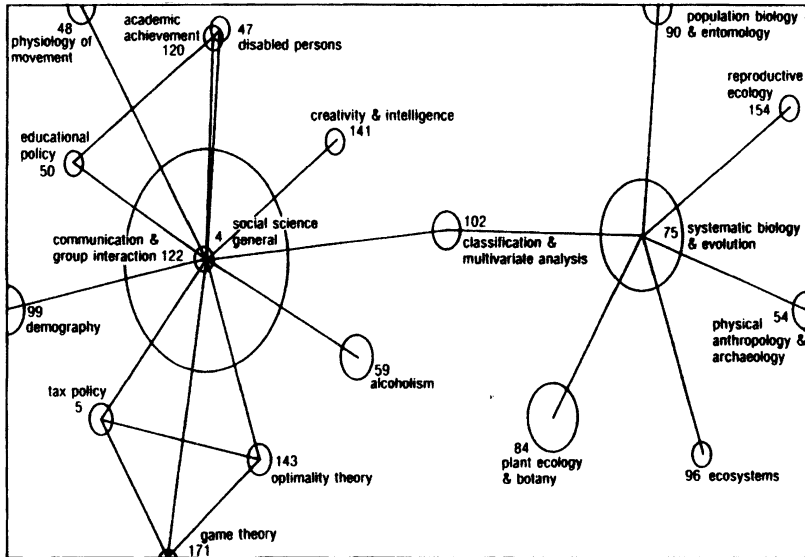 48
physiology of
movement
academic
achievement
120
47
disabled persons
creativity & intelligence
141
educational
policy
50
4
social science
general
communication &
group interaction 122
99
demography
59
alcoholism
tax policy
5
143
optimality theory
game theory
171
102
classification &
multivariate analysis
population biology
90 & entomology
reproductive
ecology
154
75 systematic biology
& evolution
54
physical
anthropology &
archaeology
84
plant ecology
& botany
96 ecosystems